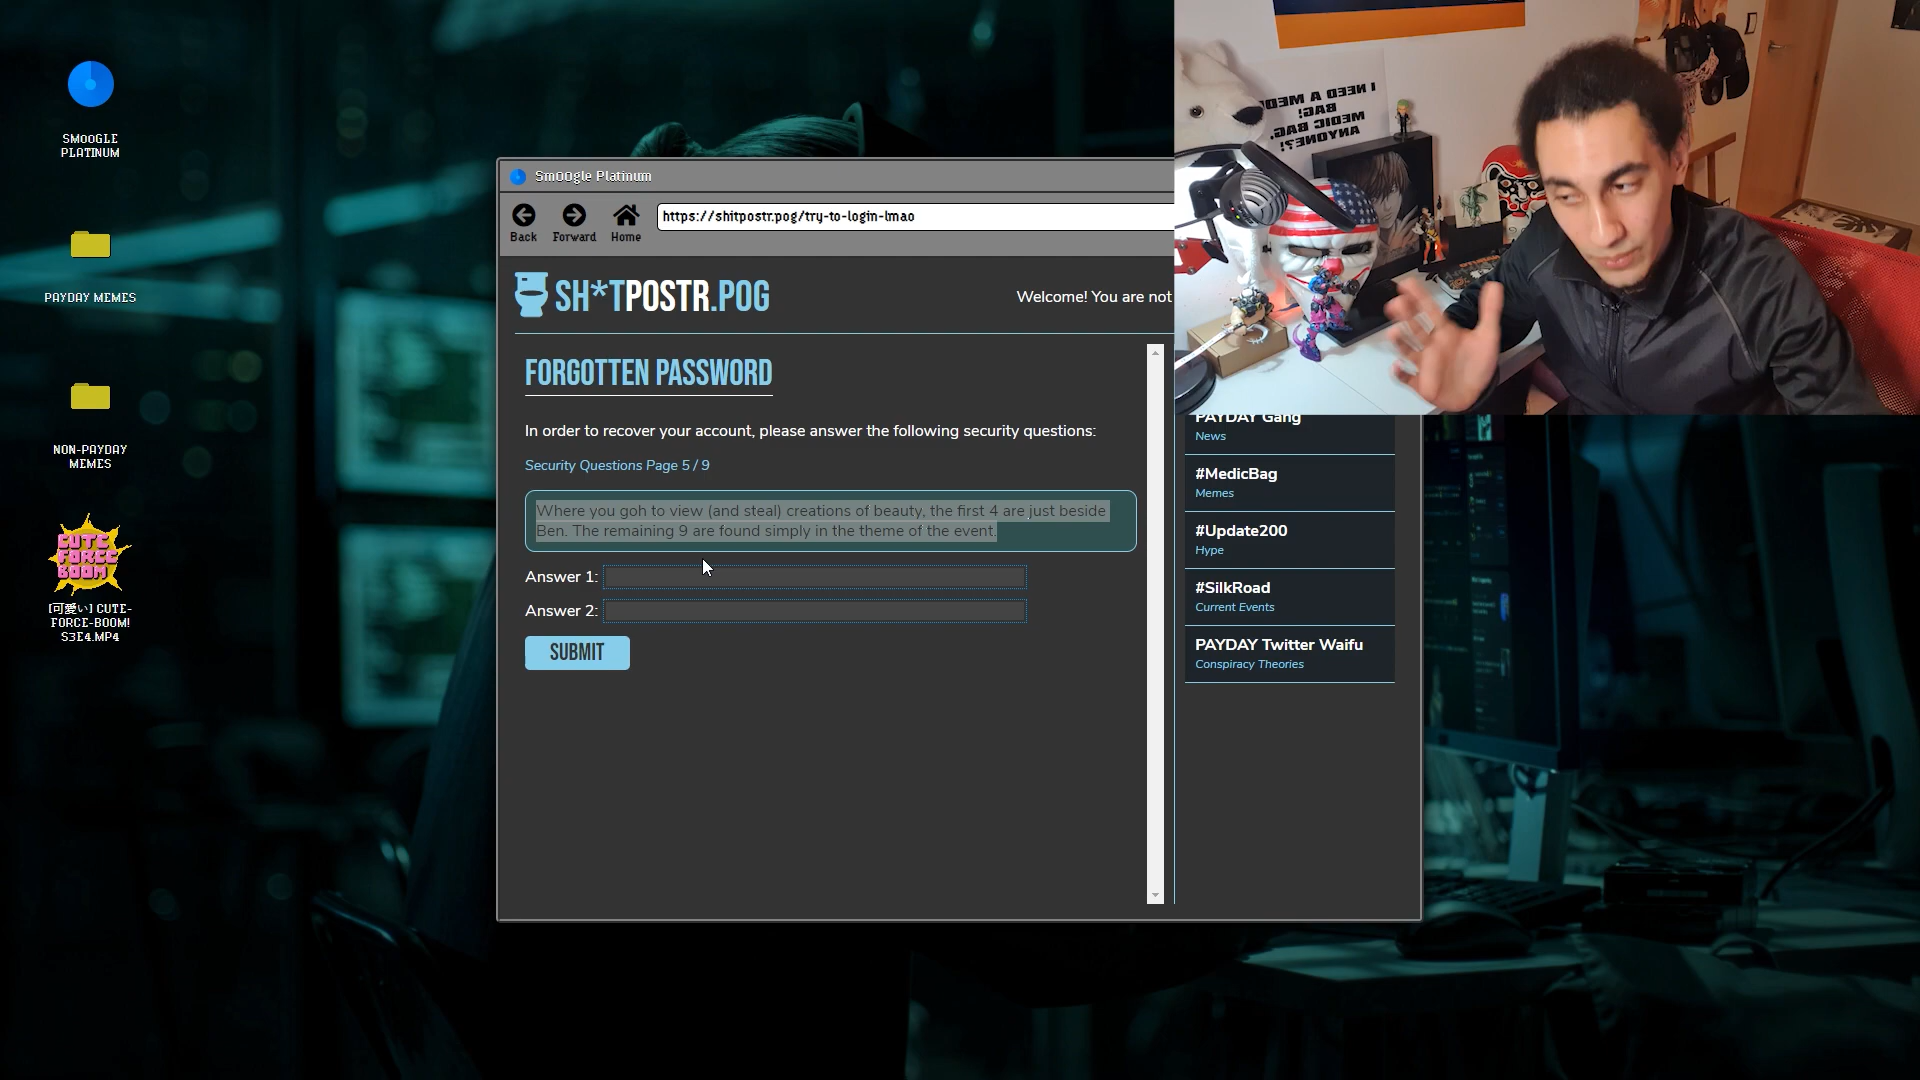 SMOOGLE
PLATINUM
PAYDAY MEMES
NON-PAYDAY
MEMES
CUTE
FORCE
BOOM
[可愛い] CUTE-
FORCE-BOOM!
S3E4.MP4
Sm00gle Platinum
Back
Forward
Home
https://shitpostr.pog/try-to-login-lmao
SH*TPOSTR.POG
Welcome! You are not
FORGOTTEN PASSWORD
In order to recover your account, please answer the following security questions:
Security Questions Page 5 / 9
Where you goh to view (and steal) creations of beauty, the first 4 are just beside
Ben. The remaining 9 are found simply in the theme of the event.
Answer 1:
Answer 2:
SUBMIT
I NEED A MEDIC
BAG!
MEDIC BAG,
ANYONE?!
PAYDAY Gang
News
#MedicBag
Memes
#Update200
Hype
#SilkRoad
Current Events
PAYDAY Twitter Waifu
Conspiracy Theories